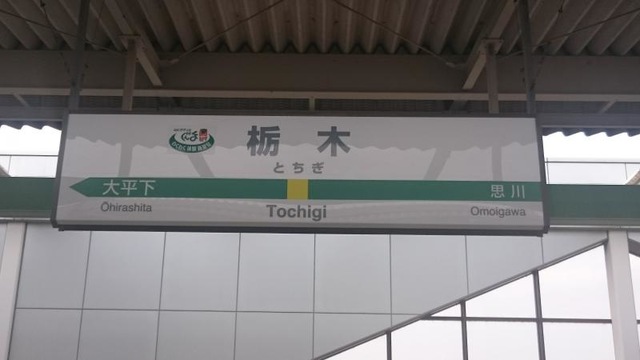 栃木
とちぎ
大平下
思川
Ōhirashita
Tochigi
Omoigawa